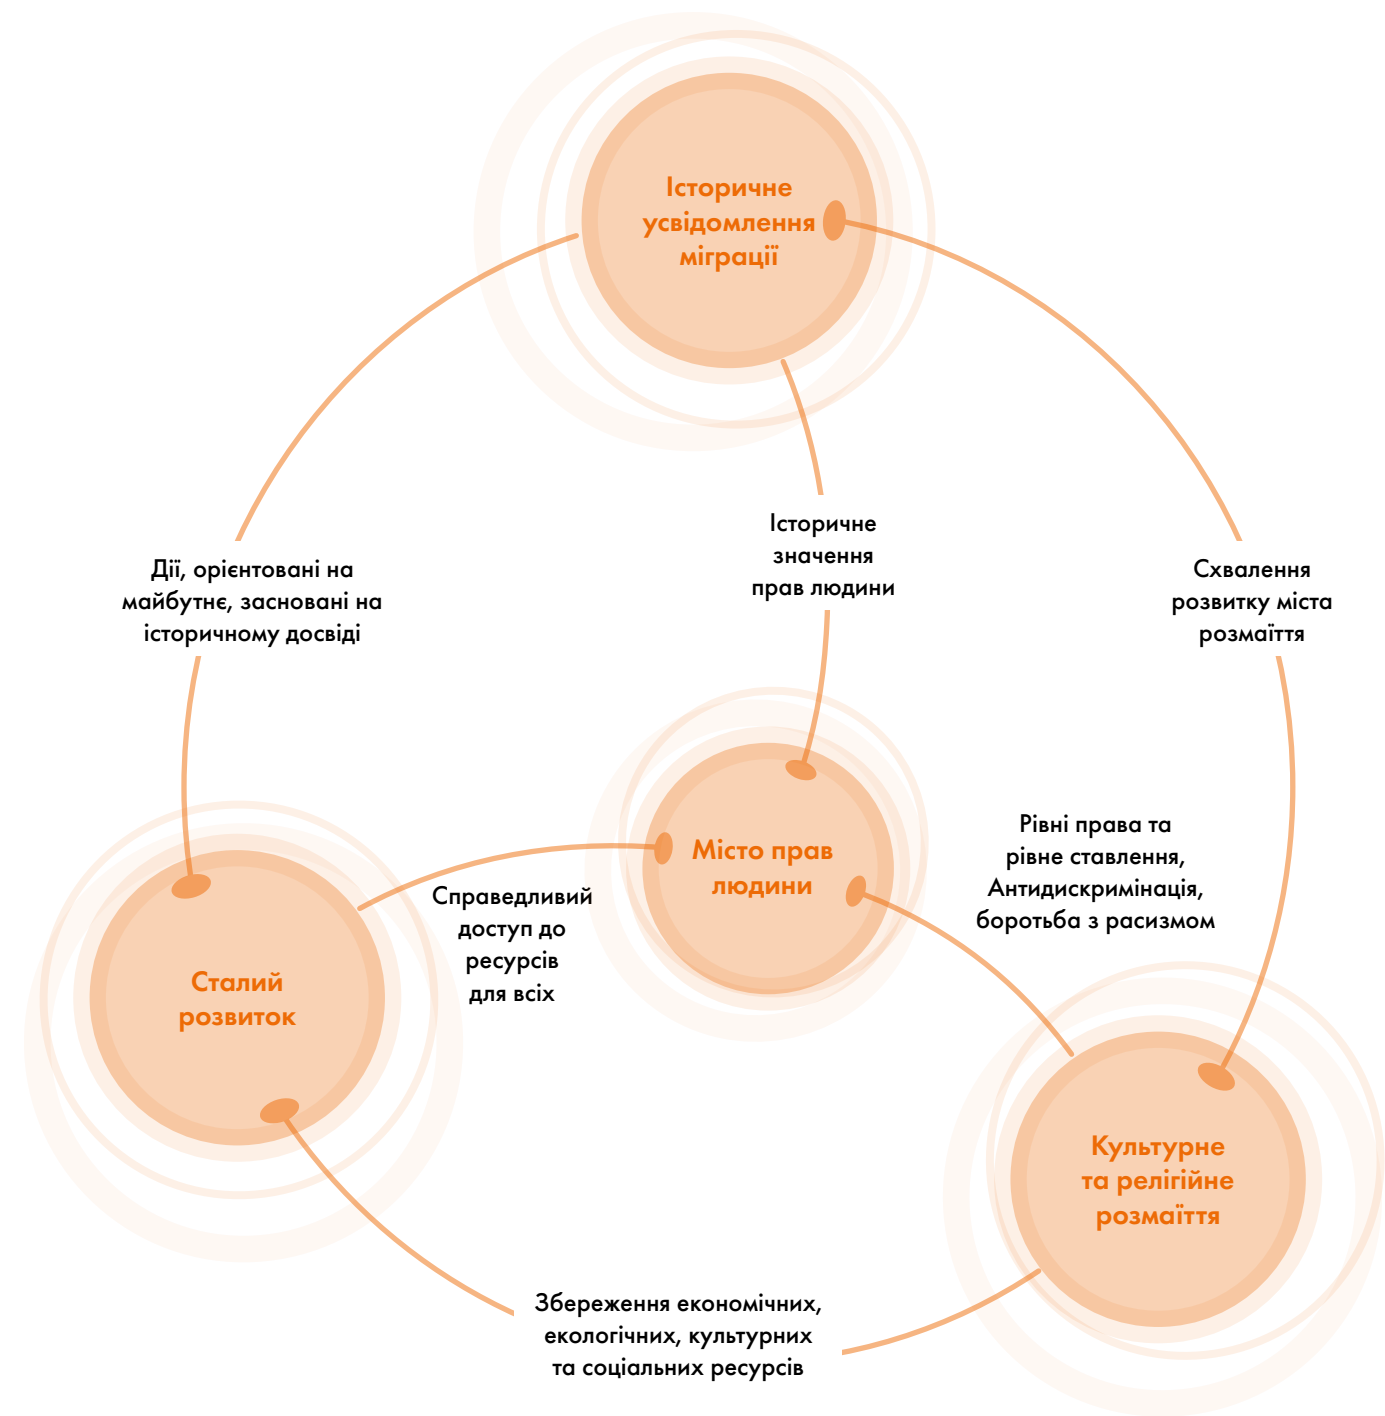 Історичне
усвідомлення
міграції
Історичне
значення
прав людини
Дії, орієнтовані на
майбутнє, засновані на
історичному досвіді
Схвалення
розвитку міста
розмаїття
Місто прав
людини
Рівні права та
рівне ставлення,
Антидискримінація,
боротьба з расизмом
Справедливий
доступ до
ресурсів
для всіх
Сталий
розвиток
Культурне
та релігійне
розмаїття
Збереження економічних,
екологічних, культурних
та соціальних ресурсів